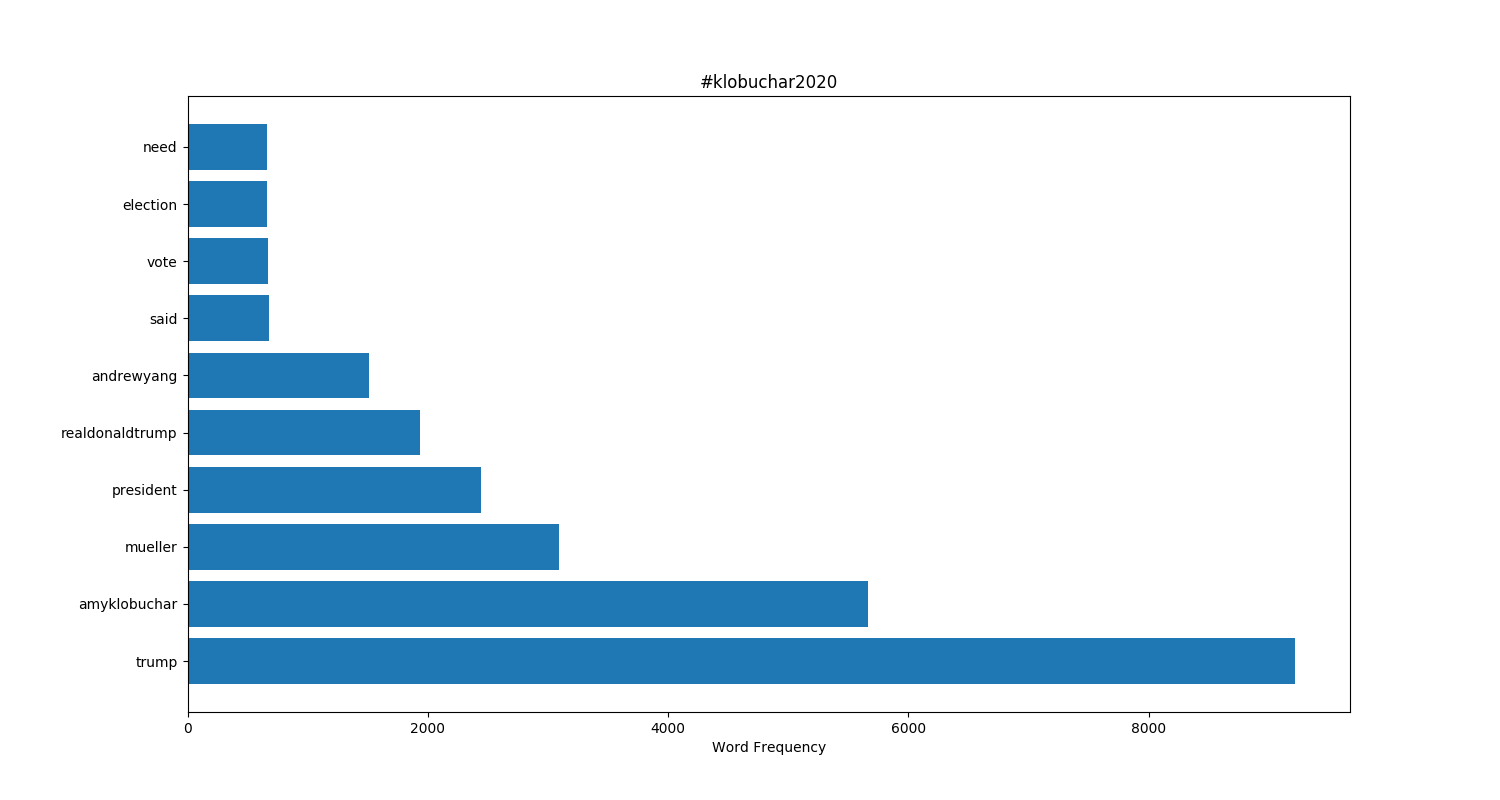 #klobuchar2020
need
election
vote
said
andrewyang
realdonaldtrump
president
mueller
amyklobuchar
trump
0 2000 4000 6000 8000
Word Frequency